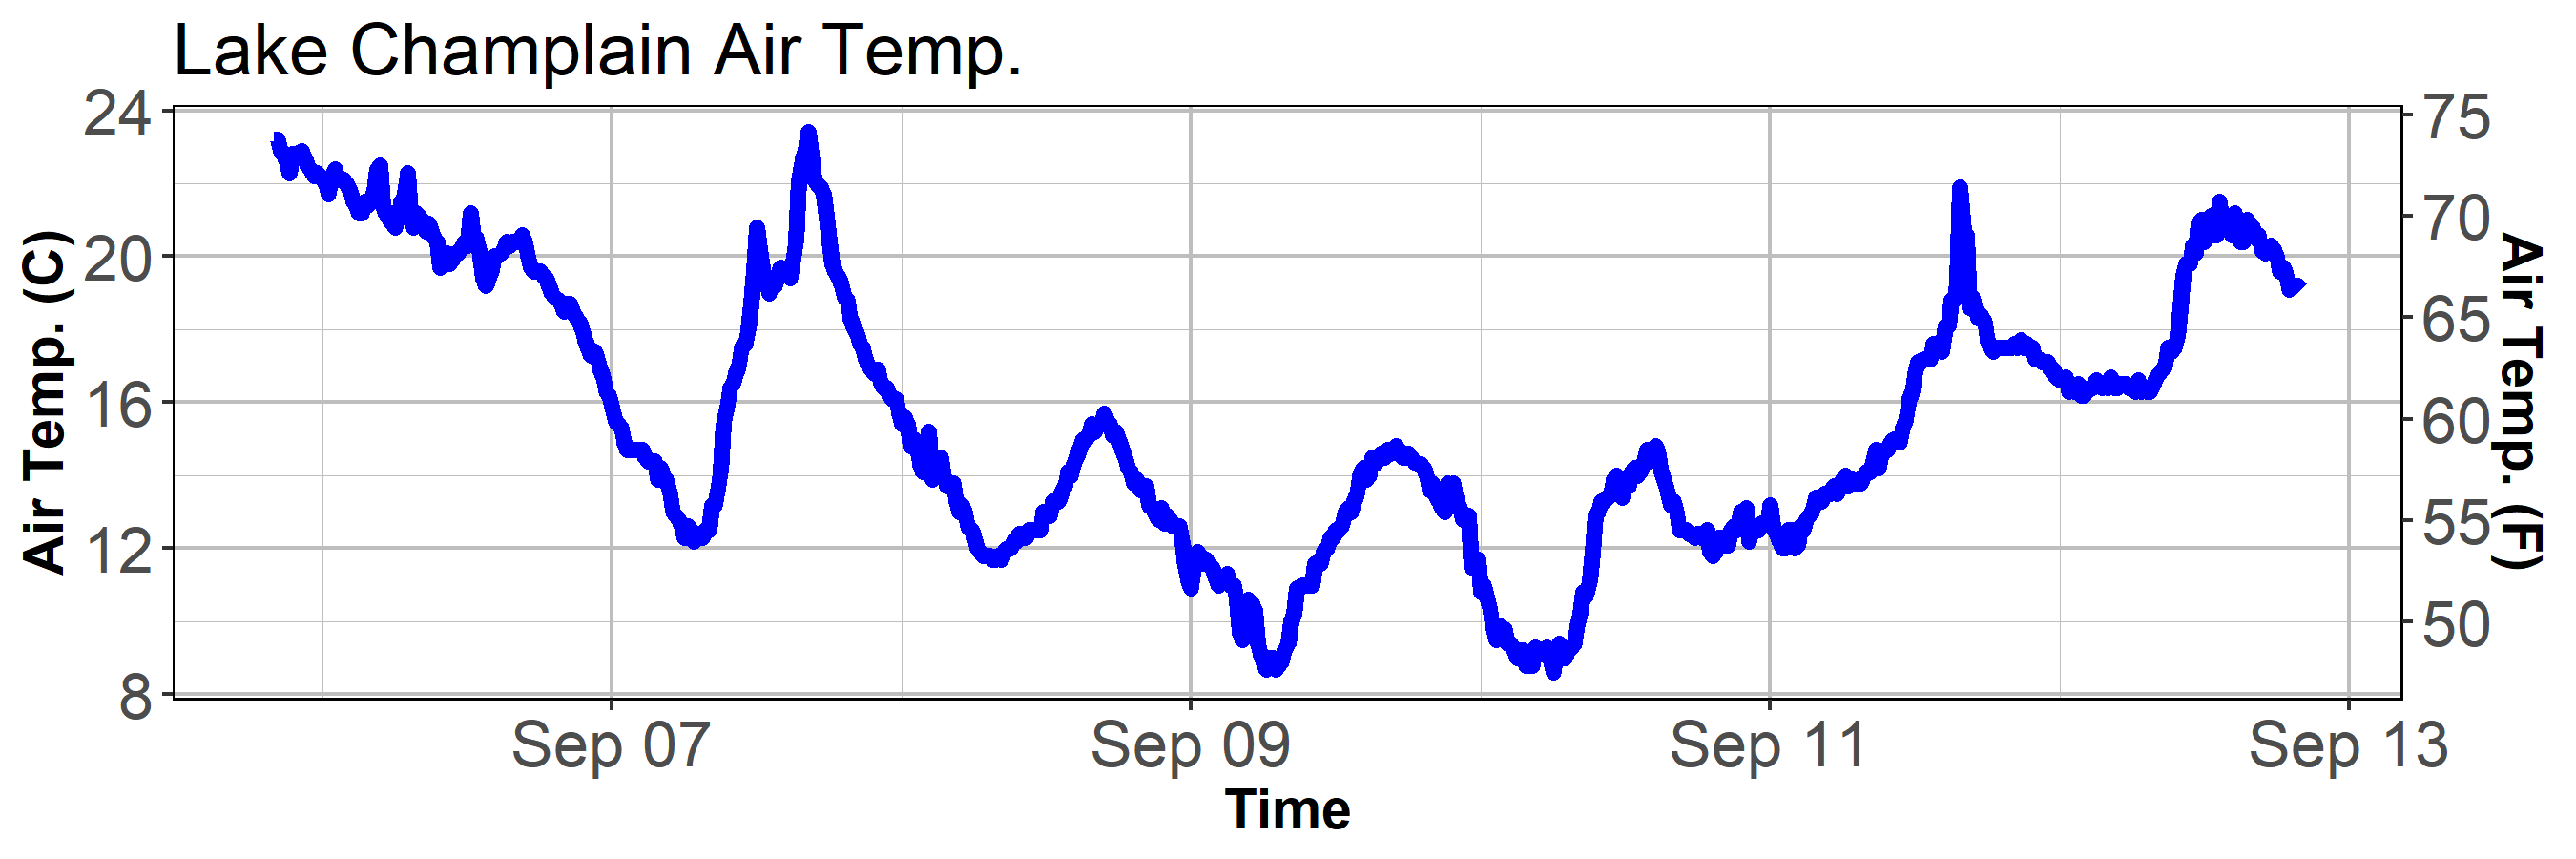 Lake Champlain Air Temp.
24
20
16
12
8
Air Temp. (C)
75
70
65
60
55
50
Air Temp. (F)
Sep 07
Sep 09
Sep 11
Sep 13
Time